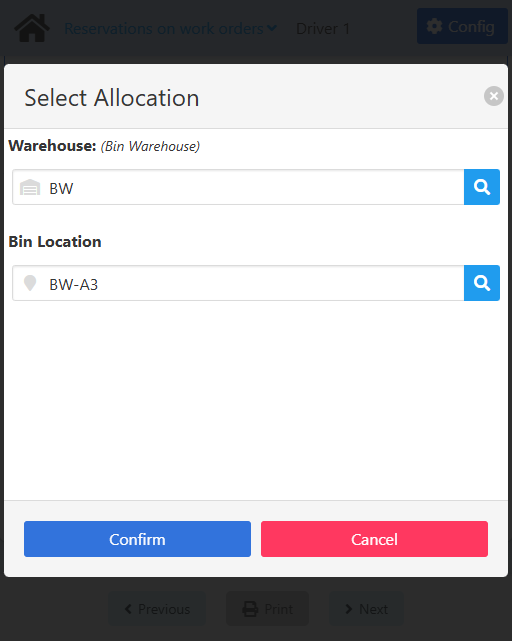 Reservations on work orders Driver 1 Config
Select Allocation
Warehouse: (Bin Warehouse)
BW
Bin Location
BW-A3
Confirm Cancel
Previous Print Next